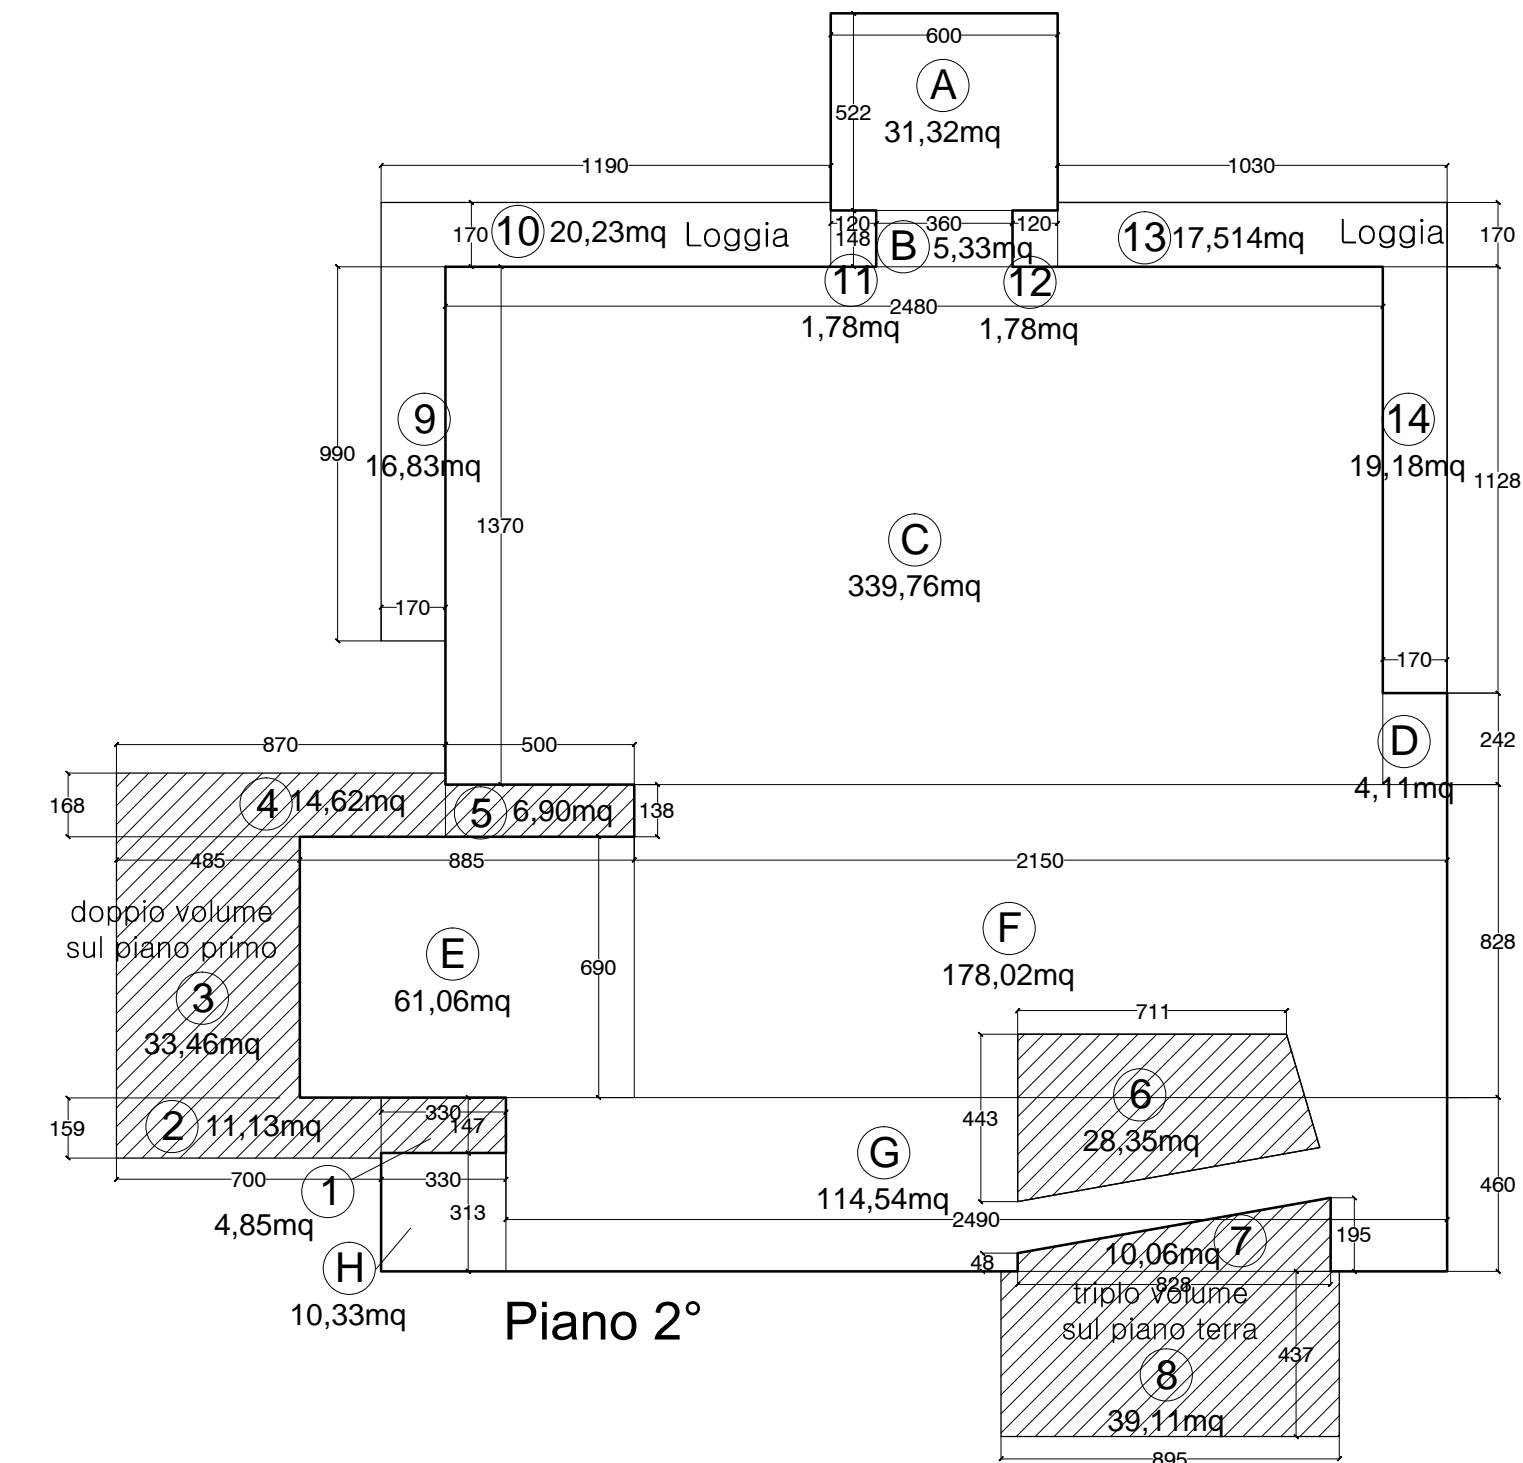 600
A
522
31,32mq
1190
1030
170
10
20,23mq
Loggia
120
360
120
148
B
5,33mq
13
17,514mq
Loggia
170
11
12
2480
1,78mq
1,78mq
9
14
990
16,83mq
19,18mq
1128
1370
C
339,76mq
170
170
D
242
4,11mq
870
500
168
4
14,62mq
5
6,90mq
138
485
885
2150
doppio volume
sul piano primo
E
F
828
690
61,06mq
178,02mq
3
33,46mq
711
6
443
28,35mq
159
2
11,13mq
330
147
G
114,54mq
700
330
460
1
4,85mq
313
2490
7
195
H
48
10,06mq
828
10,33mq
Piano 2°
triplo volume
sul piano terra
437
8
39,11mq
895